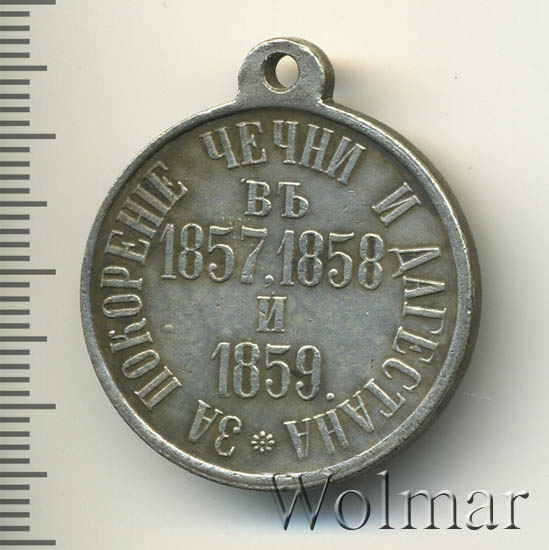 ЗА ПОКОРЕНІЕ ЧЕЧНИ И ДАГЕСТАНА
ВЪ
1857, 1858
И
1859.
Wolmar